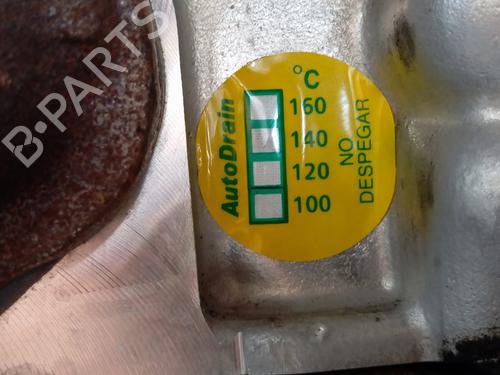 B-PARTS
AutoDrain
°C
160
140
120
100
NO
DESPEGAR